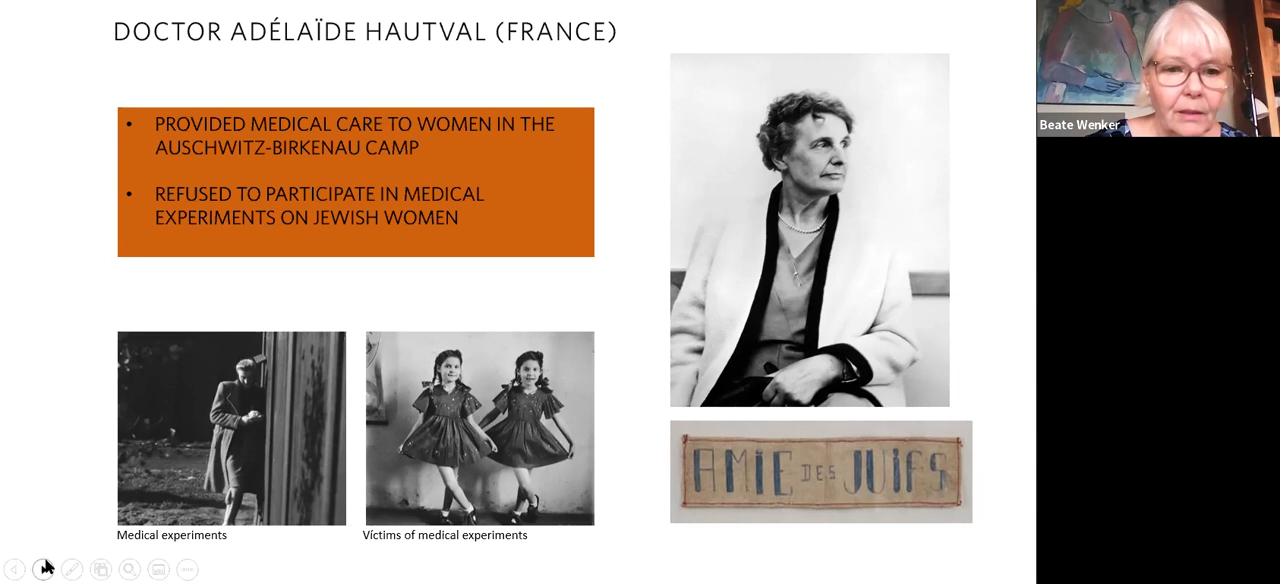 DOCTOR ADÉLAÏDE HAUTVAL (FRANCE)
• PROVIDED MEDICAL CARE TO WOMEN IN THE
AUSCHWITZ-BIRKENAU CAMP
• REFUSED TO PARTICIPATE IN MEDICAL
EXPERIMENTS ON JEWISH WOMEN
Medical experiments
Víctims of medical experiments
AMIE DES JUIFS
Beate Wenker